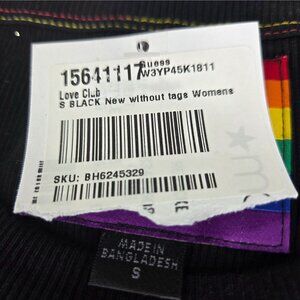 15641117 Guess
W3YP45K1811
Love Club
S BLACK New without tags Womens
SKU: BH6245329
MADE IN
BANGLADESH
S